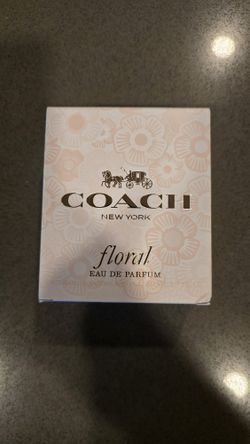 COACH
NEW YORK
floral
EAU DE PARFUM